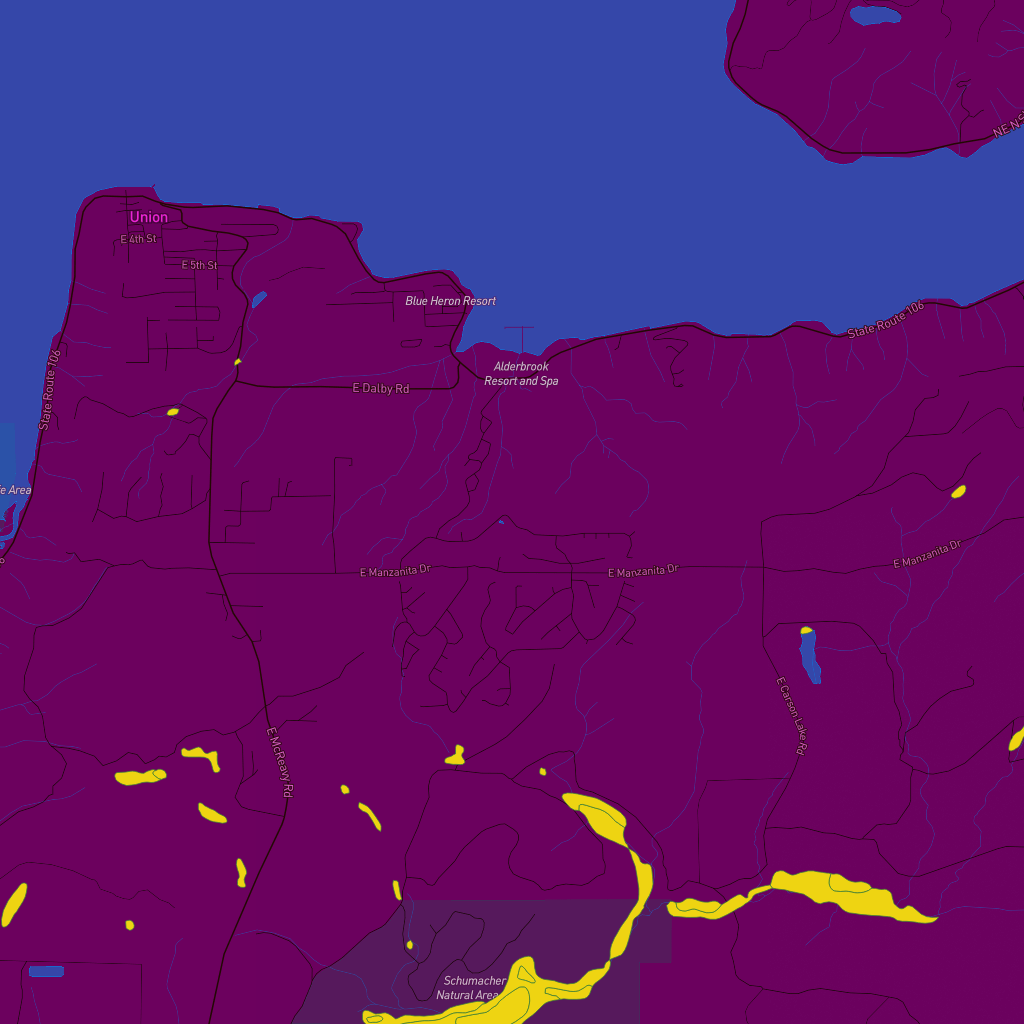 NE N S
Union
E 4th St
E 5th St
Blue Heron Resort
State Route 106
Alderbrook
Resort and Spa
E Dalby Rd
State Route 106
Area
E Manzanita Dr
E Manzanita Dr
E Manzanita Dr
E Carson Lake Rd
E McReavy Rd
Schumacher
Natural Area